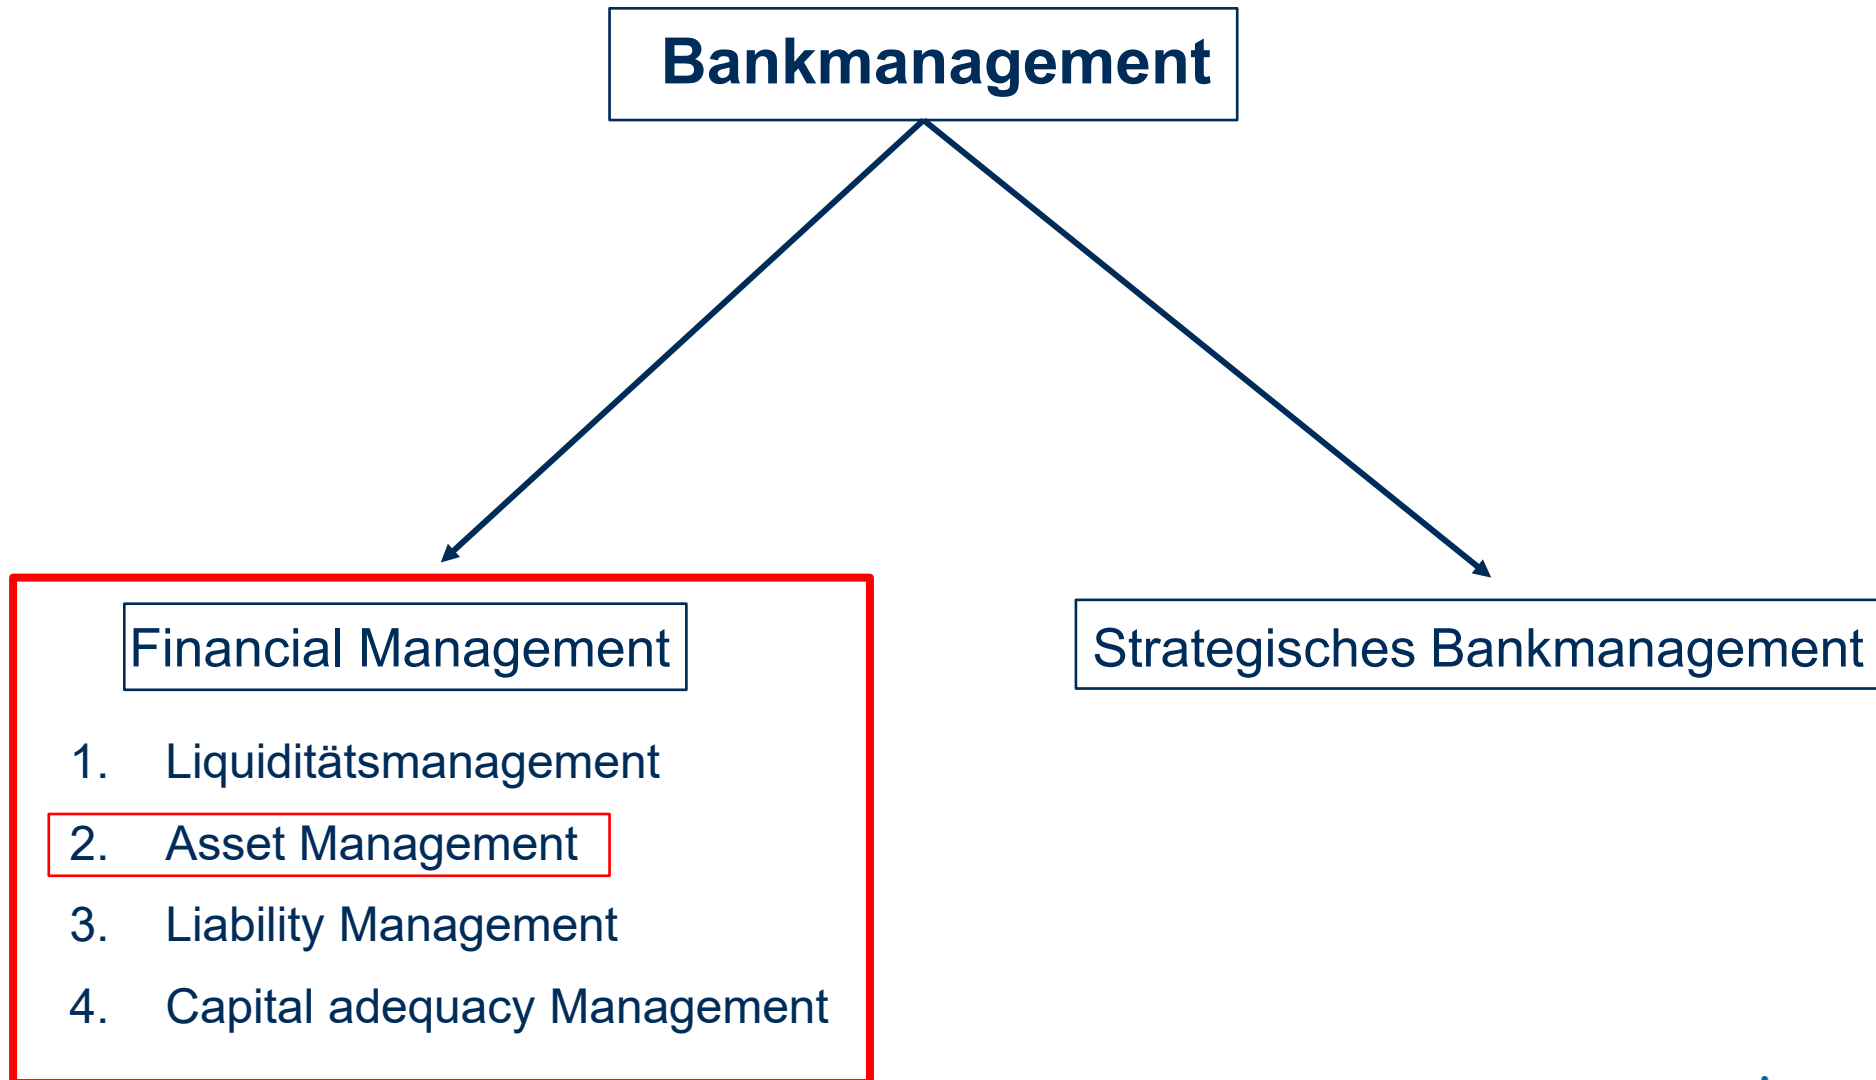 Bankmanagement
Financial Management
Strategisches Bankmanagement
1. Liquiditätsmanagement
2. Asset Management
3. Liability Management
4. Capital adequacy Management